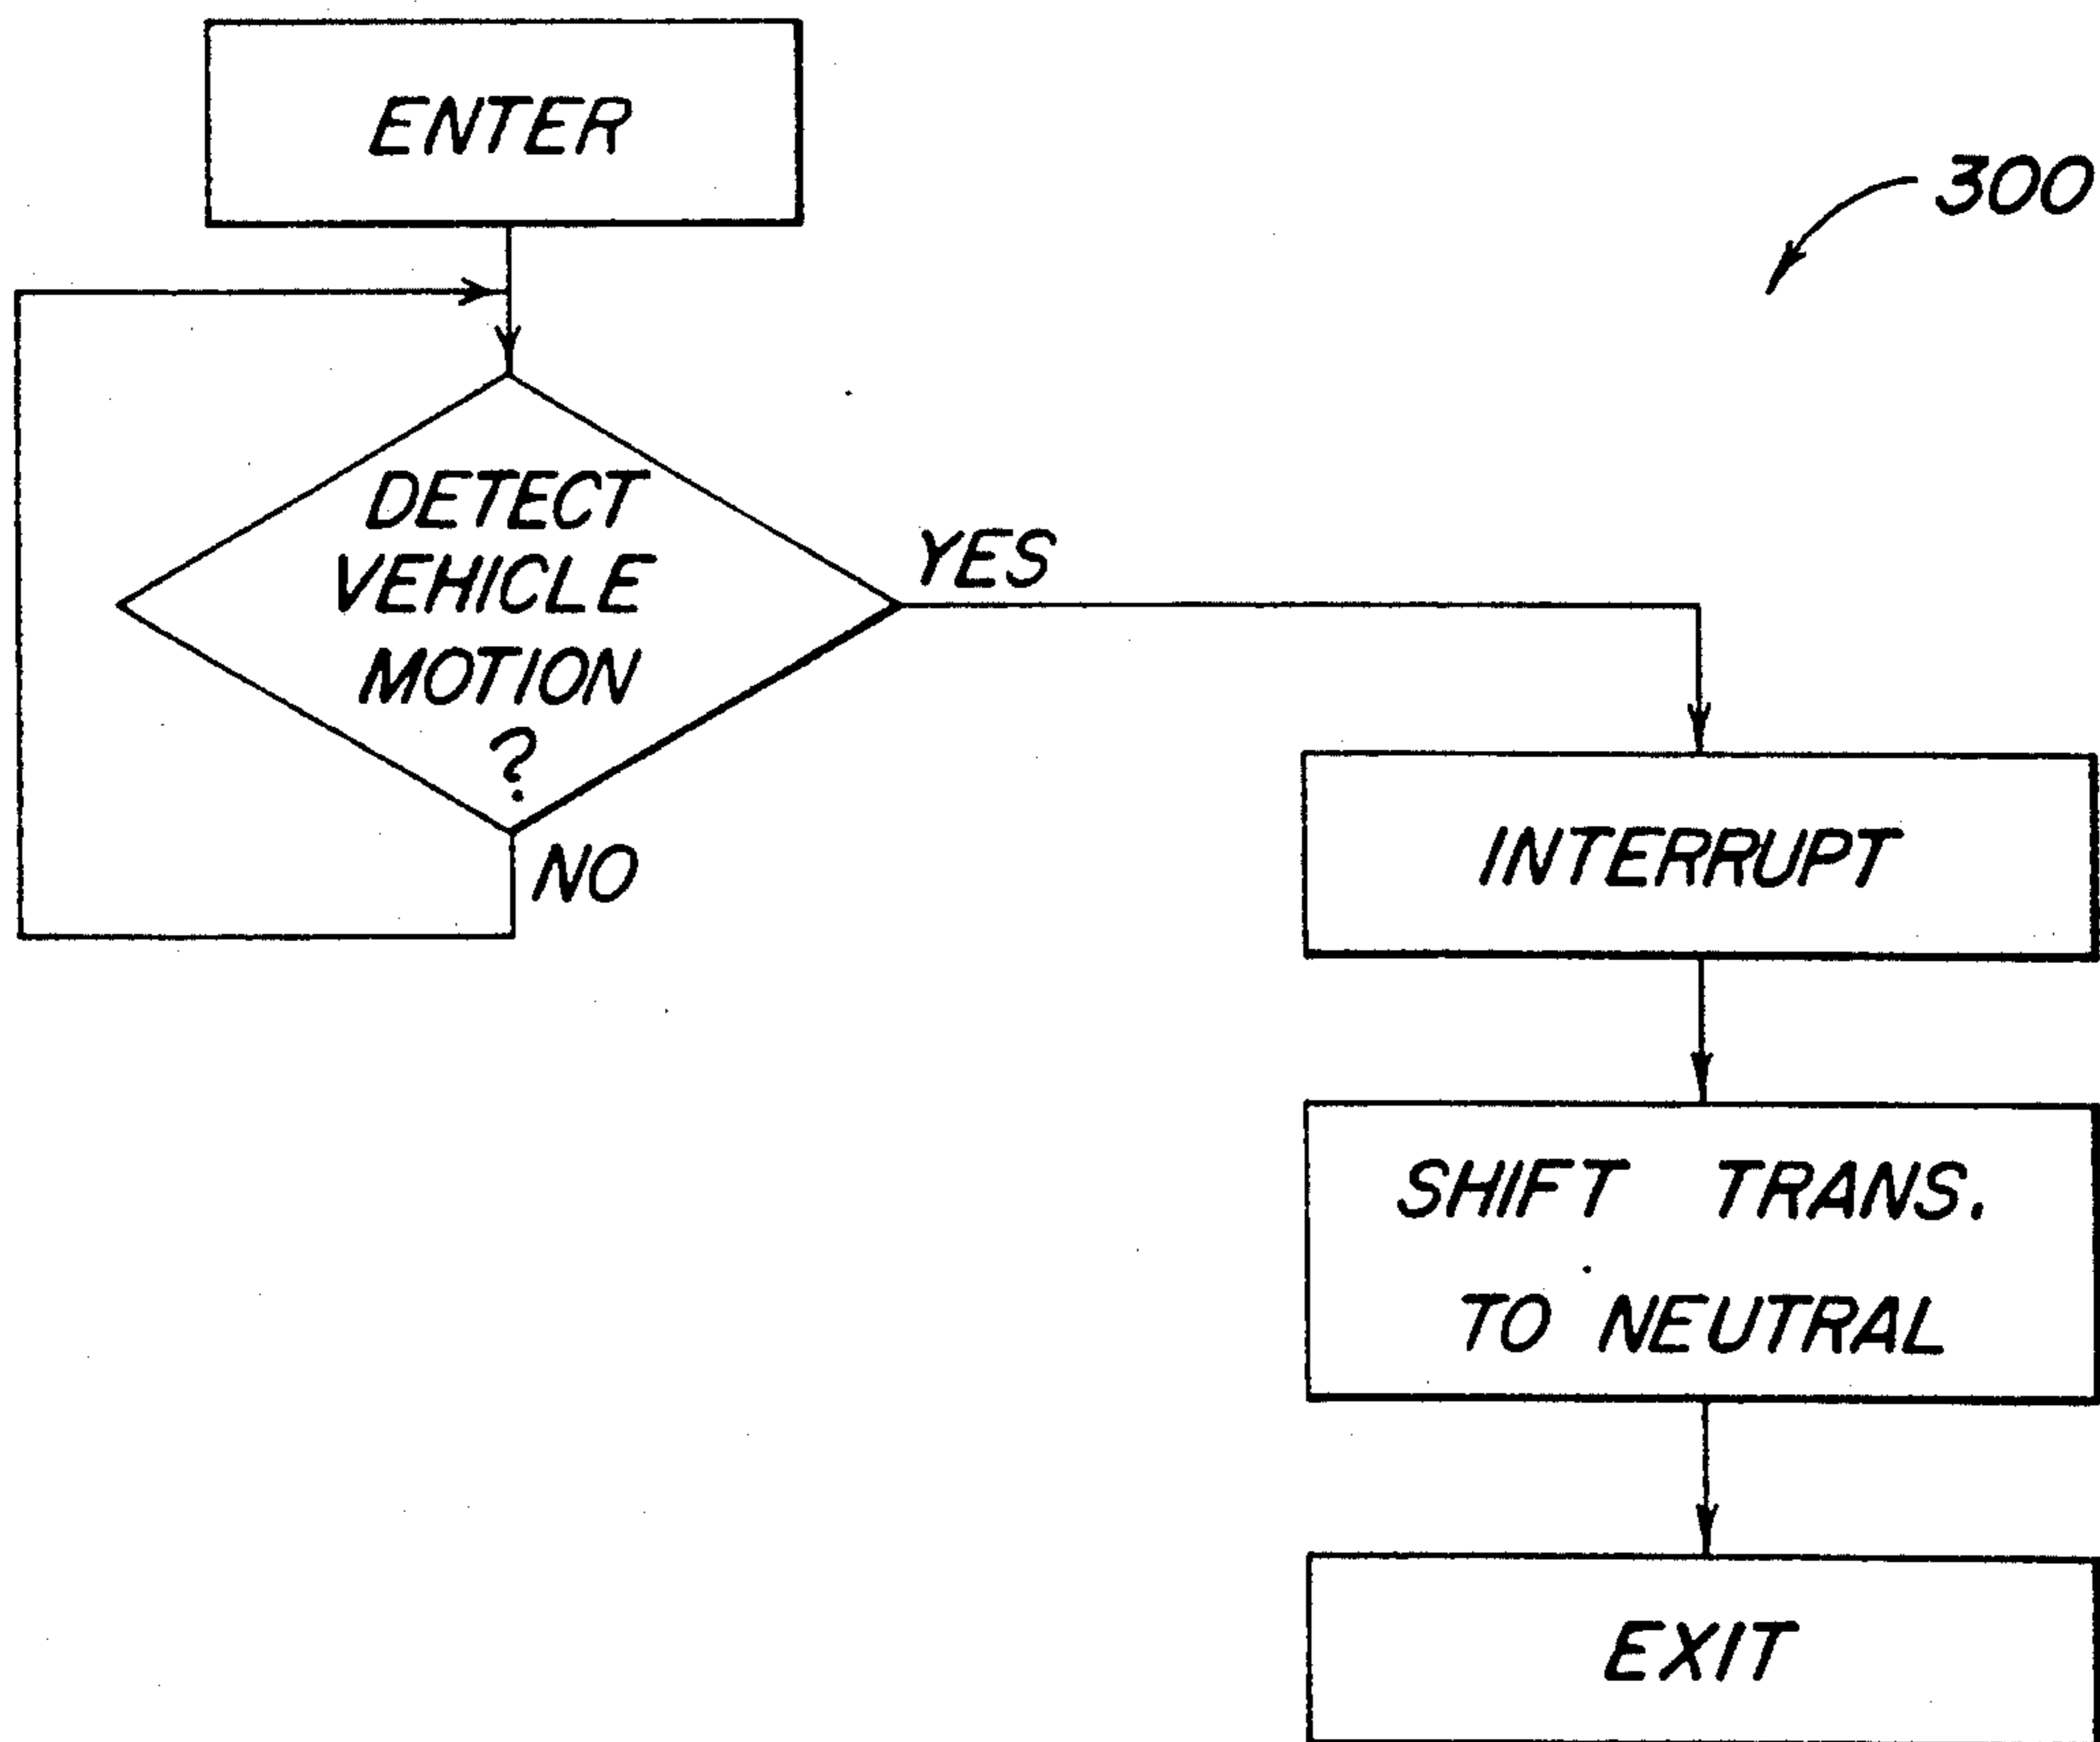 ENTER
300
DETECT
VEHICLE
MOTION
?
YES
NO
INTERRUPT
SHIFT TRANS.
TO NEUTRAL
EXIT